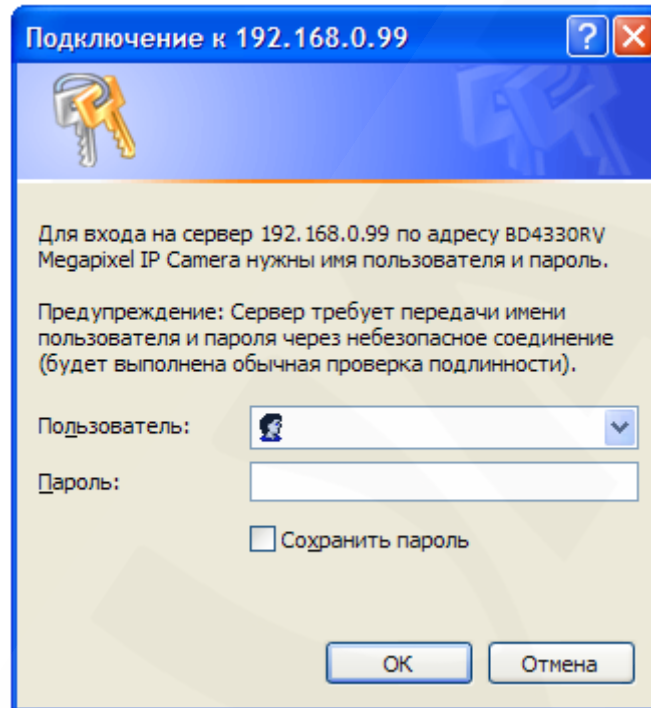 Подключение к 192.168.0.99
Для входа на сервер 192.168.0.99 по адресу BD4330RV
Megapixel IP Camera нужны имя пользователя и пароль.
Предупреждение: Сервер требует передачи имени
пользователя и пароля через небезопасное соединение
(будет выполнена обычная проверка подлинности).
Пользователь:
Пароль:
Сохранить пароль
ОК
Отмена